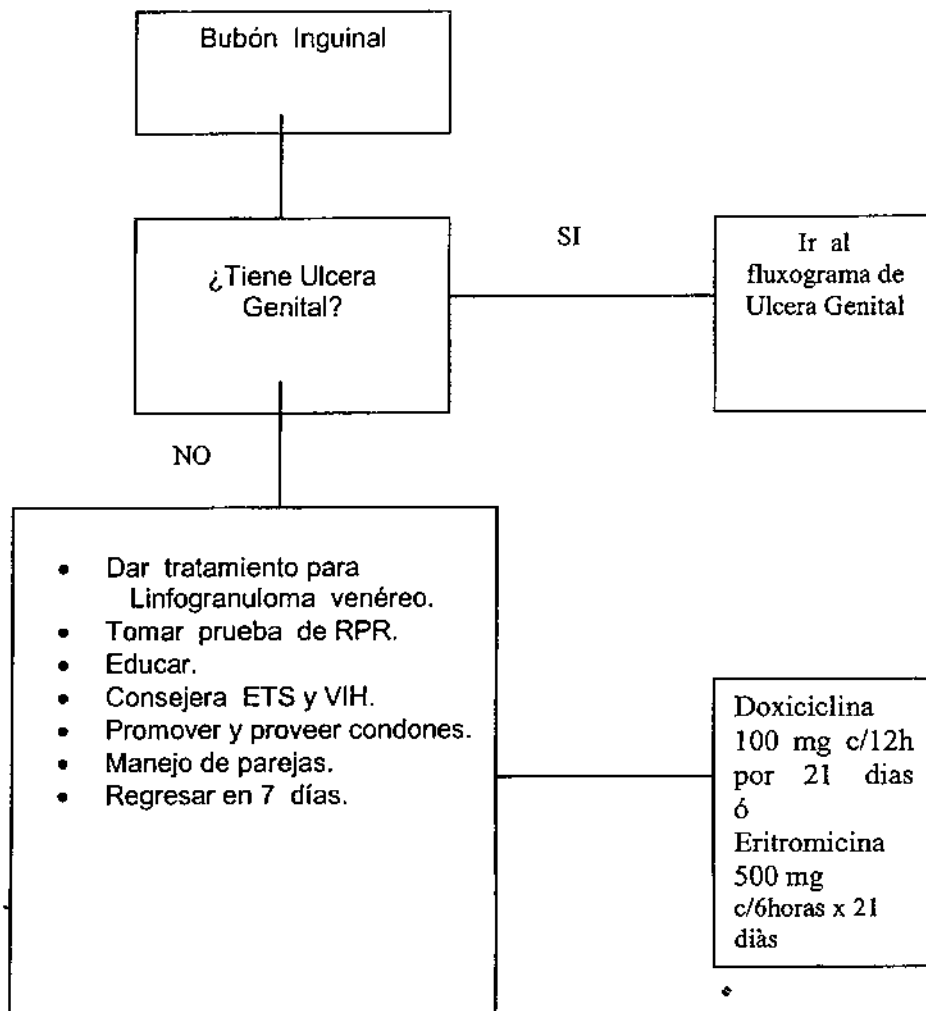 Bubón Inguinal
¿Tiene Ulcera
Genital?
SI
Ir al
fluxograma de
Ulcera Genital
NO
• Dar tratamiento para
Linfogranuloma venéreo.
• Tomar prueba de RPR.
• Educar.
• Consejera ETS y VIH.
• Promover y proveer condones.
• Manejo de parejas.
• Regresar en 7 días.
Doxiciclina
100 mg c/12h
por 21 dias
ó
Eritromicina
500 mg
c/6horas x 21
diàs